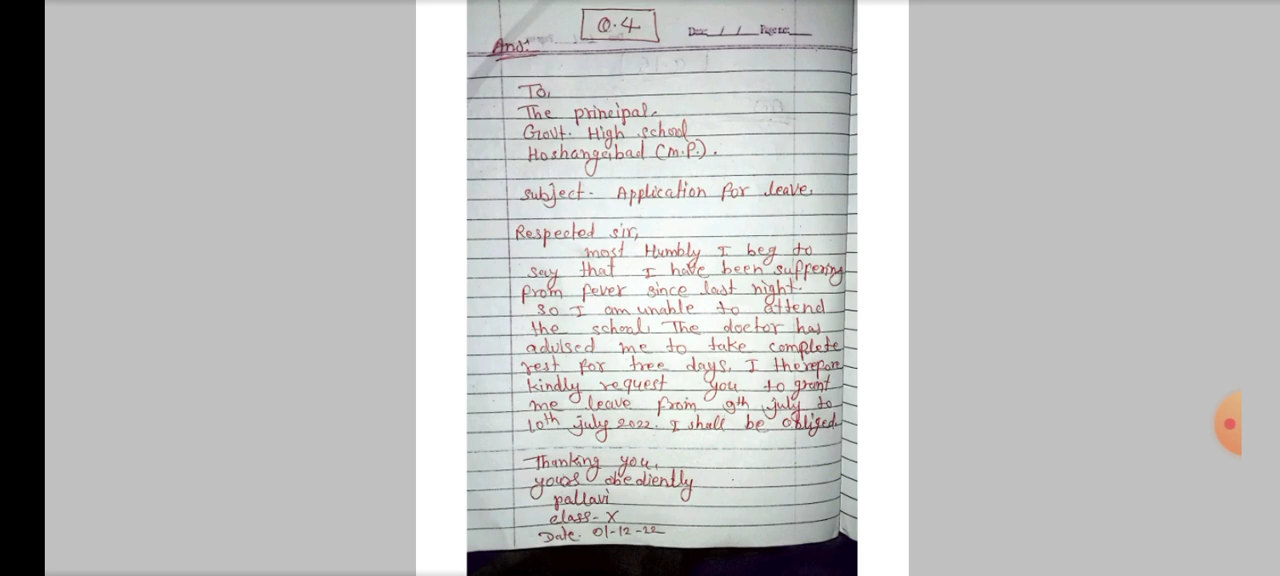 Q.4
Date / / Page no.
Ans:
To,
The principal.
Govt. High school
Hoshangabad (M.P.).
subject- Application for leave.
Respected sir,
most Humbly I beg to
say that I have been suffering
from fever since last night.
so I am unable to attend
the school. The doctor has
advised me to take complete
rest for tree days. I therefore
kindly request you to grant
me leave from 9th july to
10th july 2022. I shall be obliged.
Thanking you,
yours obediently
pallavi
class-X
Date. 01-12-22